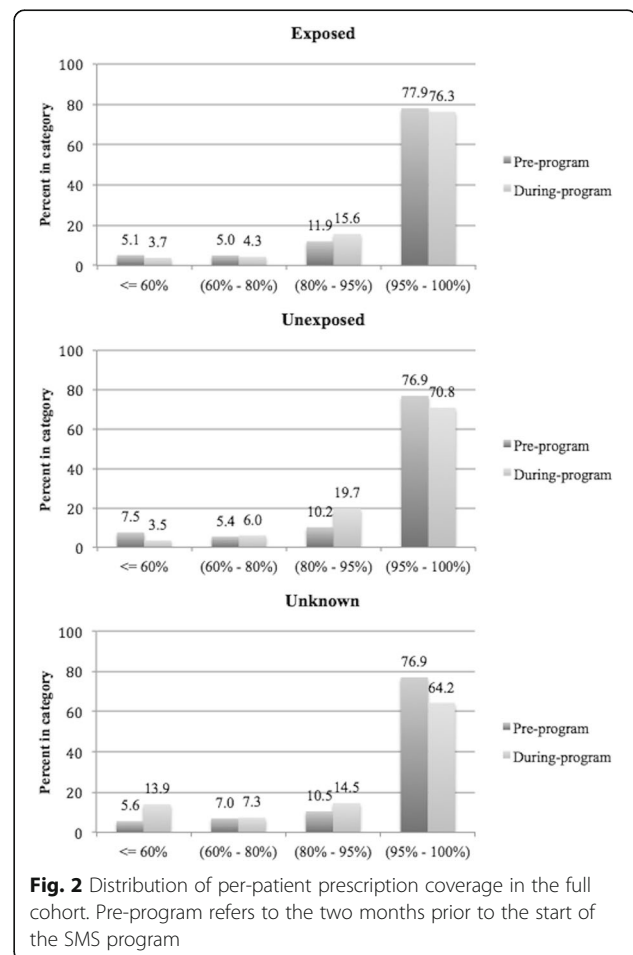 Exposed
Percent in category
100
80
60
40
20
0
5.1 3.7 5.0 4.3 11.9 15.6 77.9 76.3
<= 60% (60% - 80%) (80% - 95%) (95% - 100%)
Pre-program
During-program
Unexposed
Percent in category
100
80
60
40
20
0
7.5 3.5 5.4 6.0 10.2 19.7 76.9 70.8
<= 60% (60% - 80%) (80% - 95%) (95% - 100%)
Pre-program
During-program
Unknown
Percent in category
100
80
60
40
20
0
5.6 13.9 7.0 7.3 10.5 14.5 76.9 64.2
<= 60% (60% - 80%) (80% - 95%) (95% - 100%)
Pre-program
During-program
Fig. 2 Distribution of per-patient prescription coverage in the full
cohort. Pre-program refers to the two months prior to the start of
the SMS program